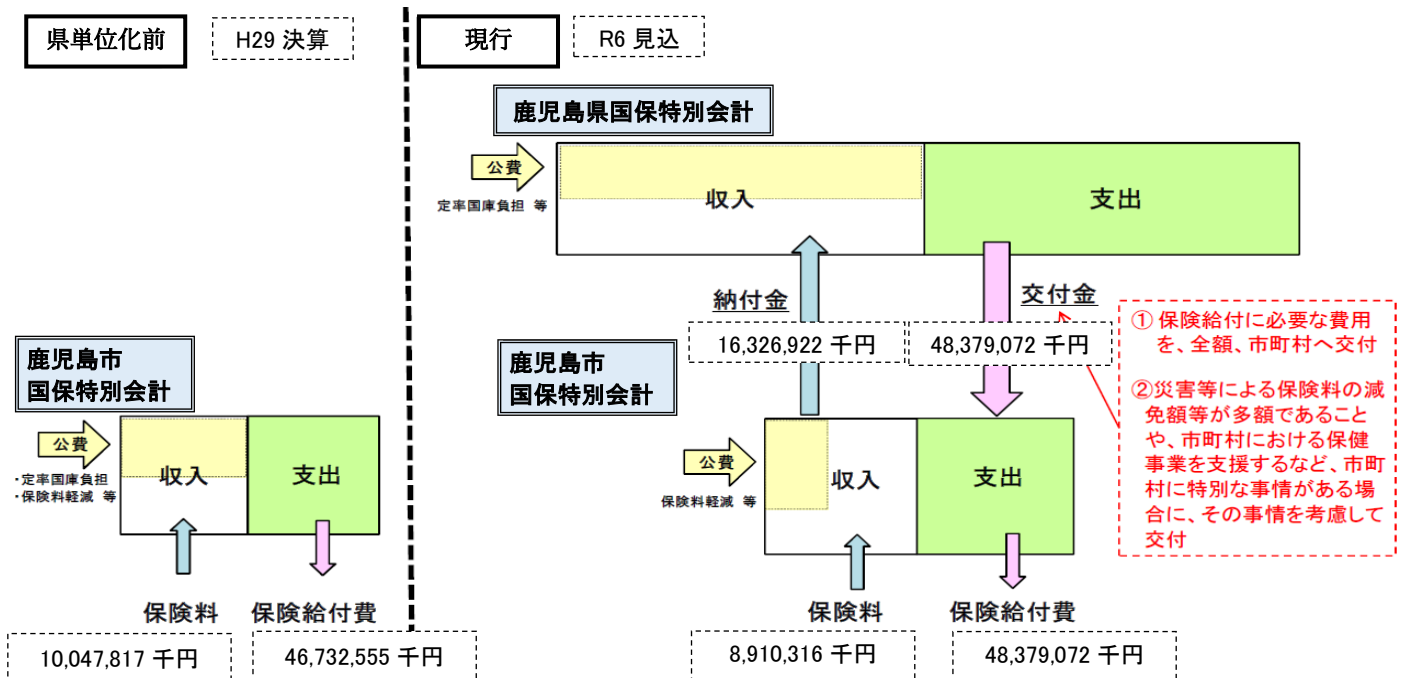 県単位化前
H29 決算
鹿児島市
国保特別会計
公費
・定率国庫負担
・保険料軽減 等
収入
支出
保険料
保険給付費
10,047,817 千円
46,732,555 千円
現行
R6 見込
鹿児島県国保特別会計
公費
定率国庫負担 等
収入
支出
納付金
交付金
16,326,922 千円
48,379,072 千円
① 保険給付に必要な費用
を、全額、市町村へ交付
②災害等による保険料の減
免額等が多額であること
や、市町村における保健
事業を支援するなど、市町
村に特別な事情がある場
合に、その事情を考慮して
交付
鹿児島市
国保特別会計
公費
保険料軽減 等
収入
支出
保険料
保険給付費
8,910,316 千円
48,379,072 千円